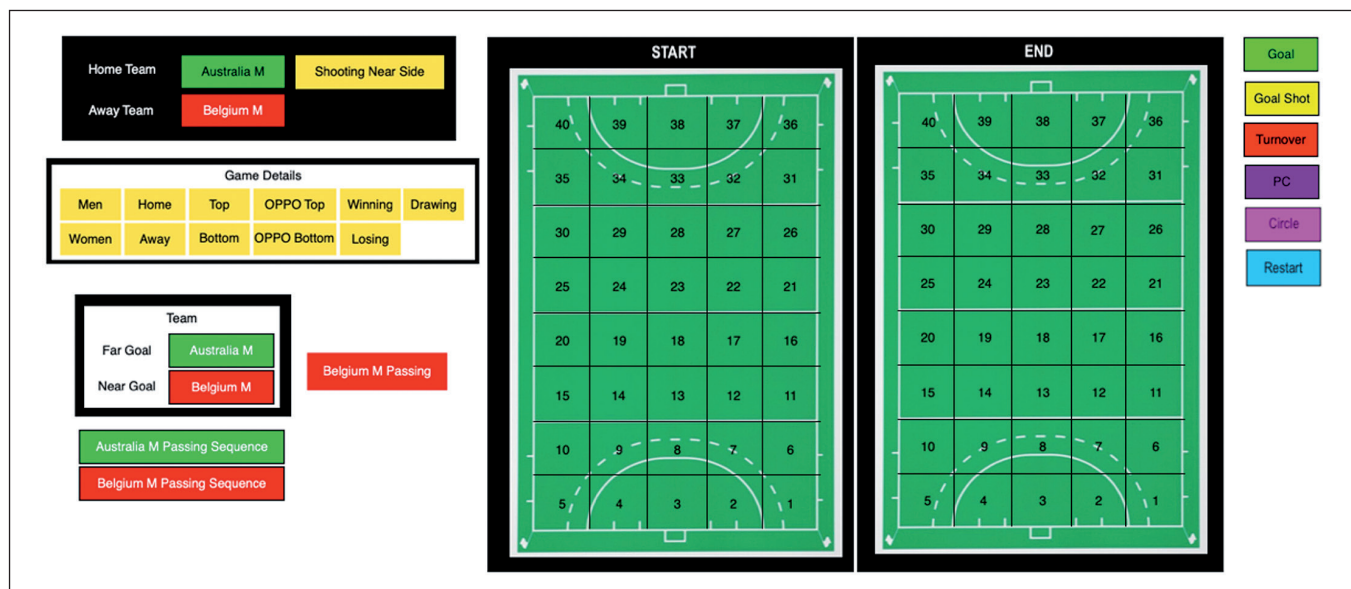 Home Team Australia M Shooting Near Side
Away Team Belgium M
Game Details
Men Home Top OPPO Top Winning Drawing
Women Away Bottom OPPO Bottom Losing
Team
Far Goal Australia M
Near Goal Belgium M
Belgium M Passing
Australia M Passing Sequence
Belgium M Passing Sequence
START
40 39 38 37 36
35 34 33 32 31
30 29 28 27 26
25 24 23 22 21
20 19 18 17 16
15 14 13 12 11
10 9 8 7 6
5 4 3 2 1
END
40 39 38 37 36
35 34 33 32 31
30 29 28 27 26
25 24 23 22 21
20 19 18 17 16
15 14 13 12 11
10 9 8 7 6
5 4 3 2 1
Goal
Goal Shot
Turnover
PC
Circle
Restart